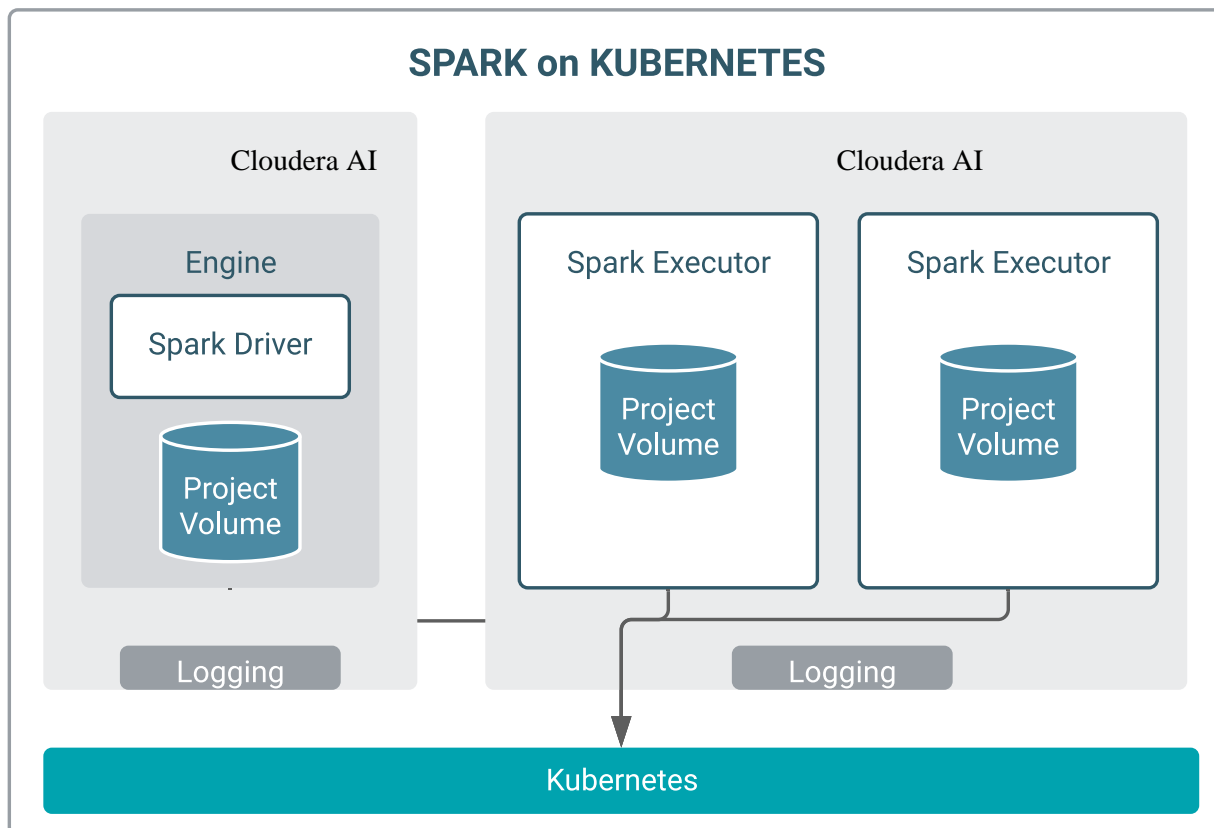 SPARK on KUBERNETES
Cloudera AI
Engine
Spark Driver
Project
Volume
Logging
Cloudera AI
Spark Executor
Project
Volume
Spark Executor
Project
Volume
Logging
Kubernetes